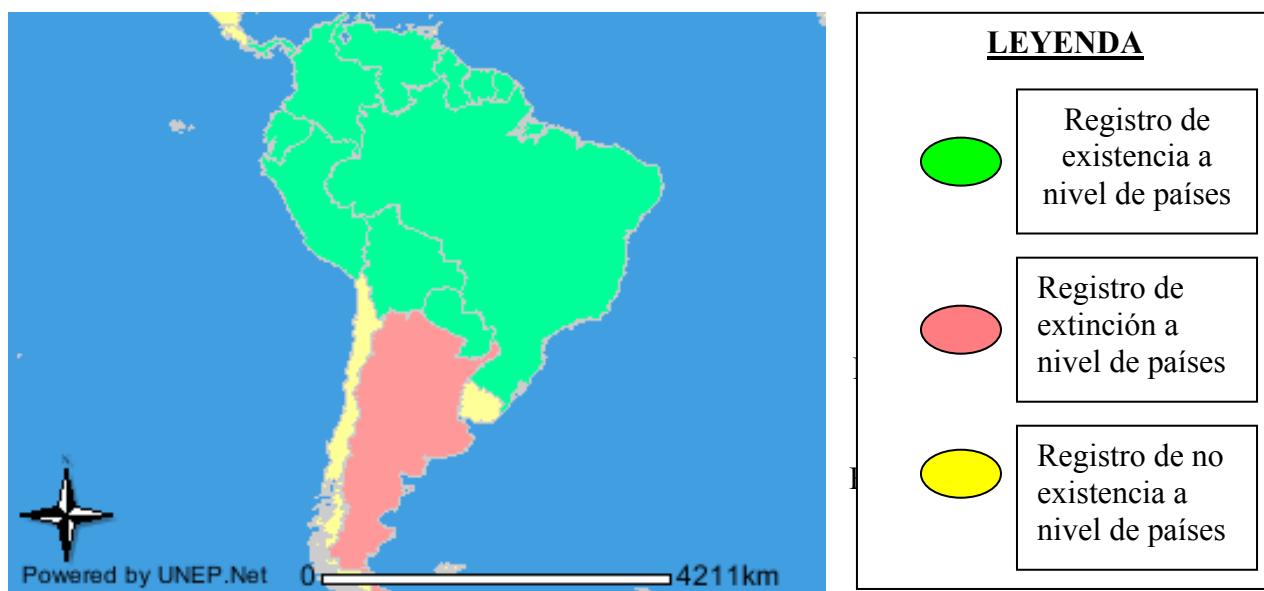 LEYENDA
Registro de
existencia a
nivel de países
Registro de
extinción a
nivel de países
Registro de no
existencia a
nivel de países
N
Powered by UNEP.Net
0
4211km